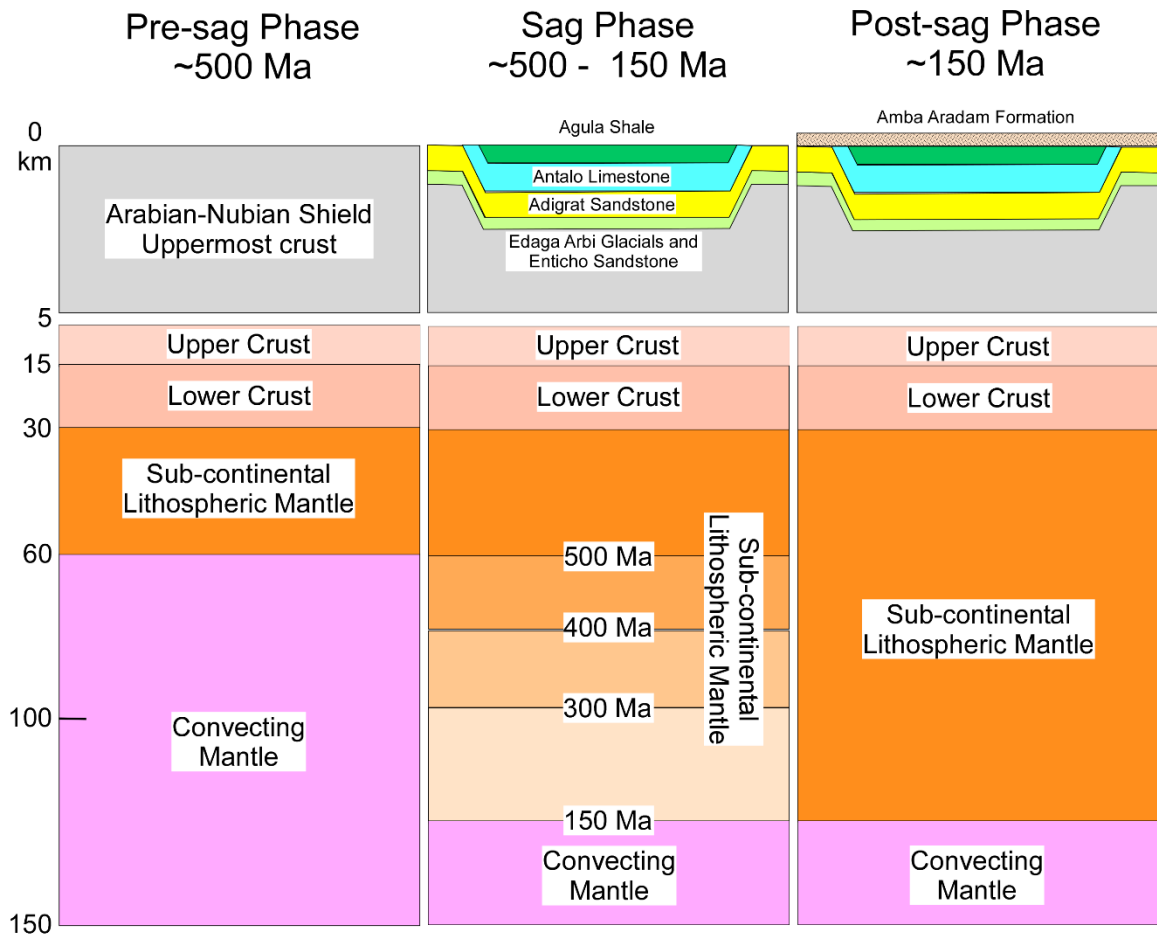 Pre-sag Phase
~500 Ma
Sag Phase
~500 - 150 Ma
Post-sag Phase
~150 Ma
0
km
5
15
30
60
100
150
Arabian-Nubian Shield
Uppermost crust
Upper Crust
Lower Crust
Sub-continental
Lithospheric Mantle
Convecting
Mantle
Agula Shale
Antalo Limestone
Adigrat Sandstone
Edaga Arbi Glacials and
Enticho Sandstone
Upper Crust
Lower Crust
500 Ma
400 Ma
300 Ma
150 Ma
Sub-continental
Lithospheric Mantle
Convecting
Mantle
Amba Aradam Formation
Upper Crust
Lower Crust
Sub-continental
Lithospheric Mantle
Convecting
Mantle